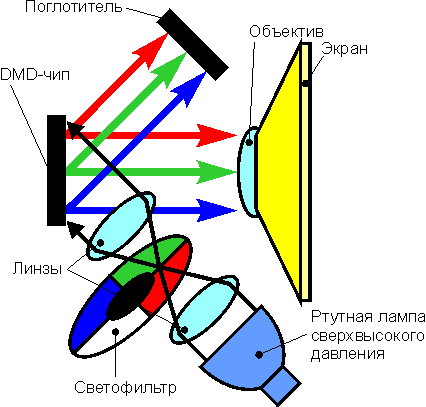 Поглотитель
Объектив
Экран
DMD-чип
Линзы
Ртутная лампа
сверхвысокого
давления
Светофильтр